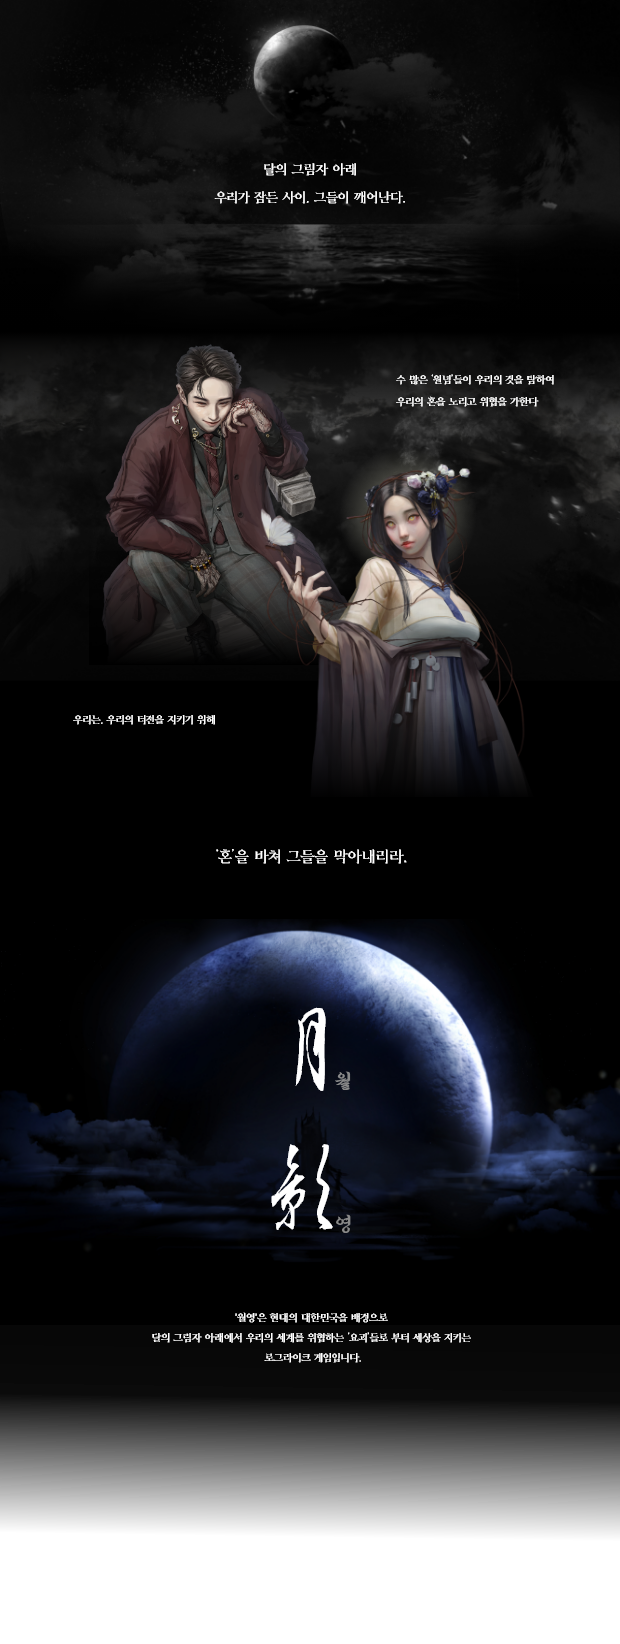 달의 그림자 아래
우리가 잠든 사이, 그들이 깨어난다.
수 많은 '원념'들이 우리의 것을 탐하여
우리의 혼을 노리고 위협을 가한다
우리는, 우리의 터전을 지키기 위해
'혼'을 바쳐 그들을 막아내리라.
月
월
影
영
'월영'은 현대의 대한민국을 배경으로
달의 그림자 아래에서 우리의 세계를 위협하는 '요괴'들로 부터 세상을 지키는
로그라이크 게임입니다.